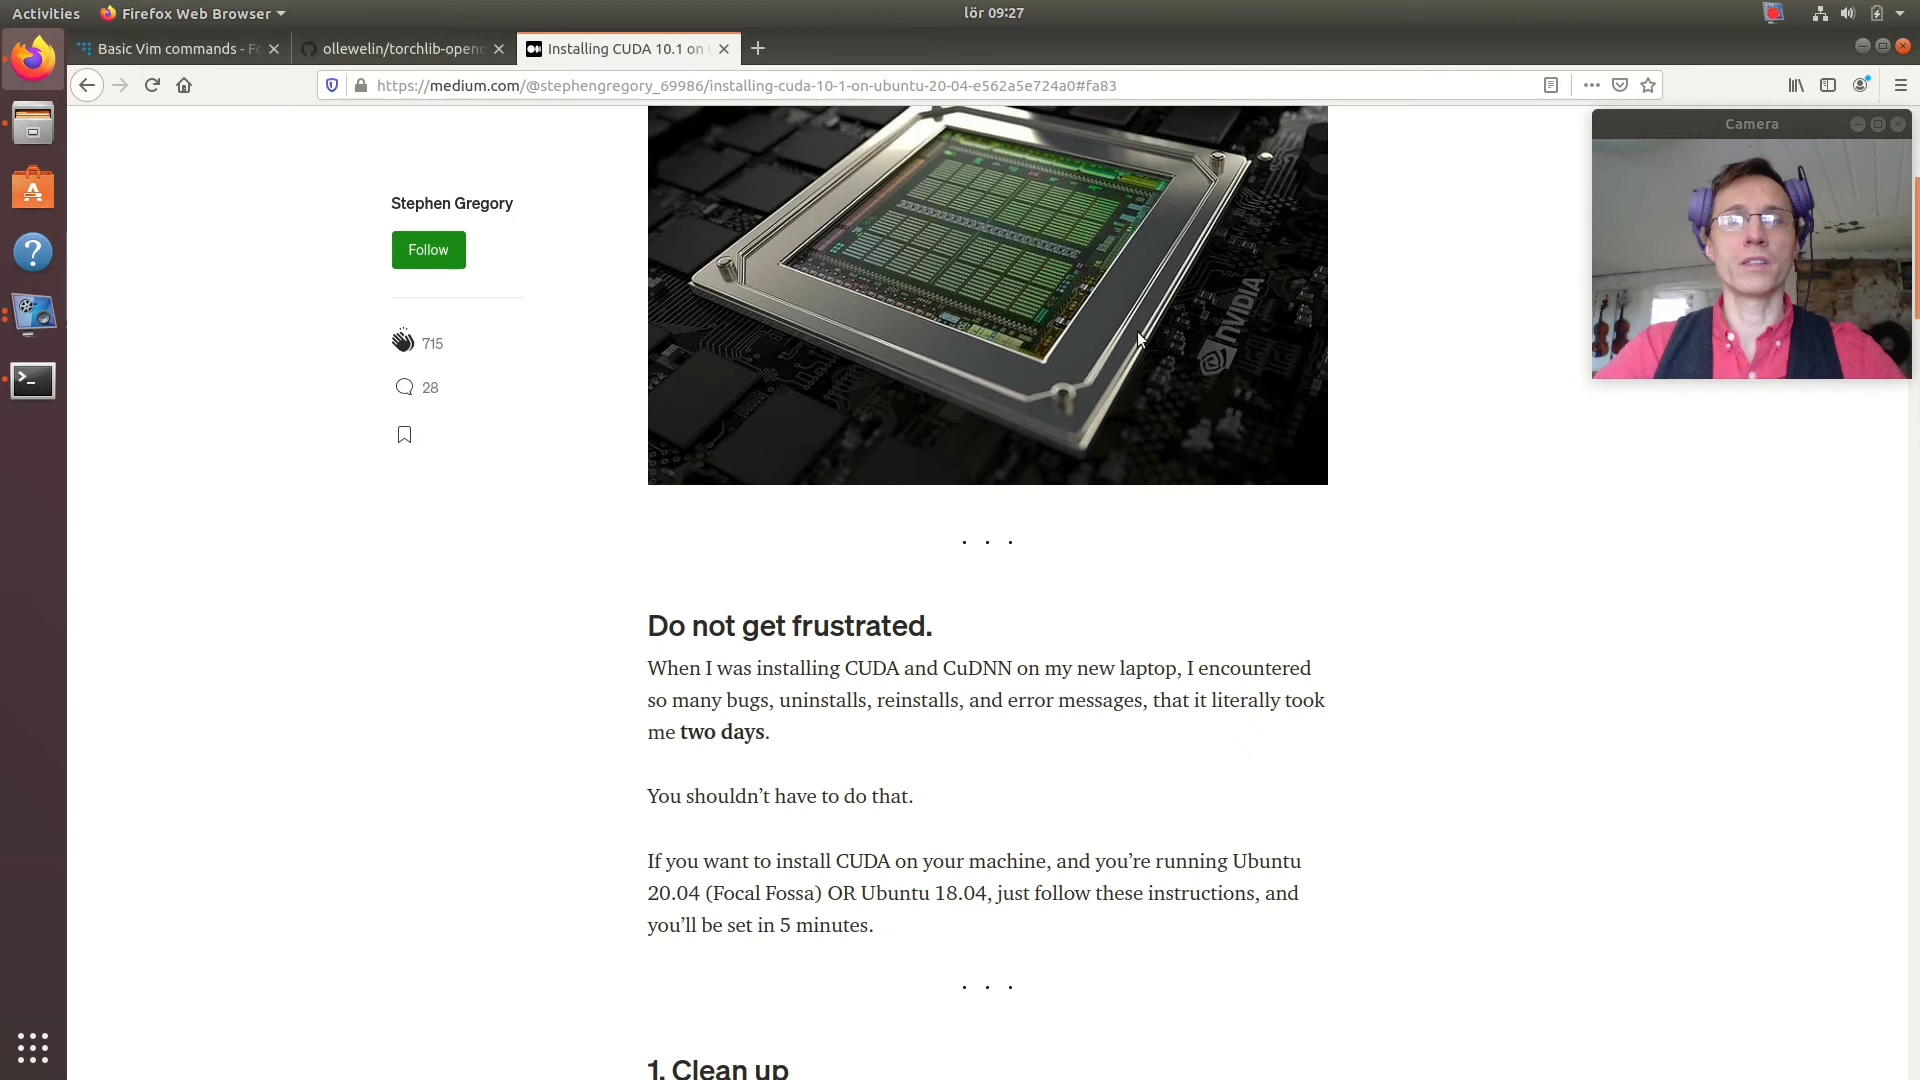 Activities
Firefox Web Browser
lör 09:27
Basic Vim commands - Fo
ollewelin/torchlib-openc
Installing CUDA 10.1 on
https://medium.com/@stephengregory_69986/installing-cuda-10-1-on-ubuntu-20-04-e562a5e724a0#fa83
Camera
NVIDIA
Stephen Gregory
Follow
715
28
. . .
Do not get frustrated.
When I was installing CUDA and CuDNN on my new laptop, I encountered
so many bugs, uninstalls, reinstalls, and error messages, that it literally took
me two days.
You shouldn’t have to do that.
If you want to install CUDA on your machine, and you’re running Ubuntu
20.04 (Focal Fossa) OR Ubuntu 18.04, just follow these instructions, and
you’ll be set in 5 minutes.
. . .
1. Clean up